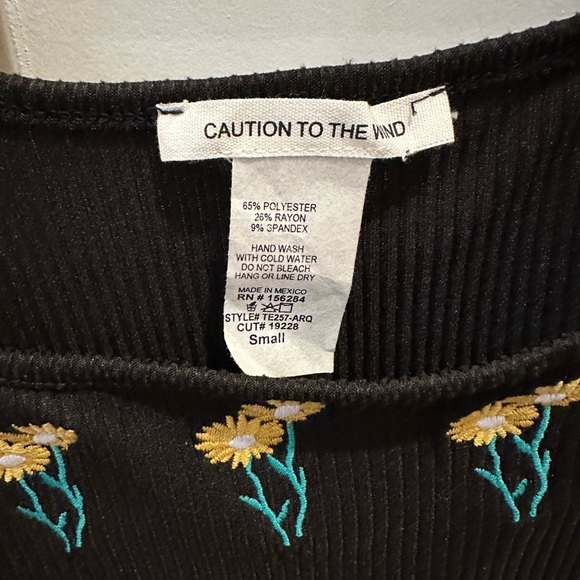 CAUTION TO THE WIND
65% POLYESTER
26% RAYON
9% SPANDEX
HAND WASH
WITH COLD WATER
DO NOT BLEACH
HANG OR LINE DRY
MADE IN MEXICO
RN # 156284
STYLE# TE257-ARQ
CUT# 19228
Small